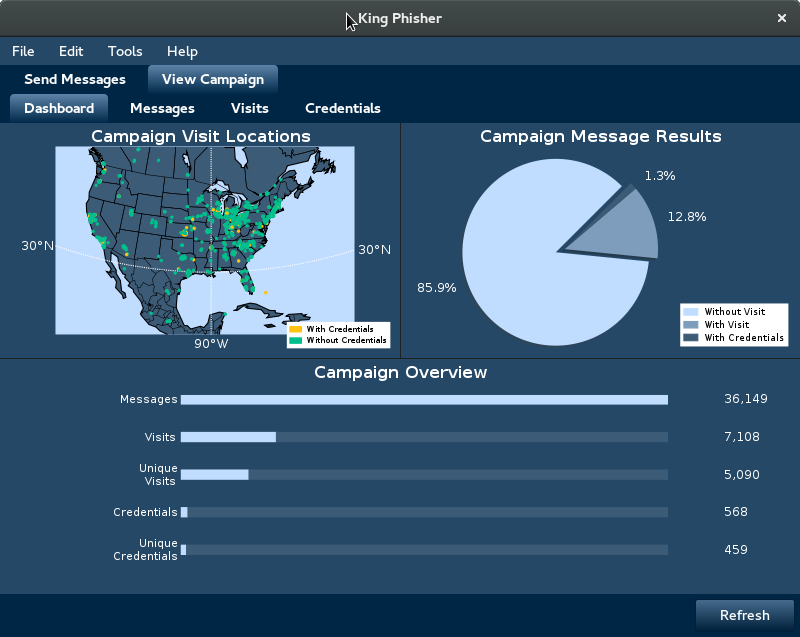 King Phisher
File Edit Tools Help
Send Messages View Campaign
Dashboard Messages Visits Credentials
Campaign Visit Locations
30°N
30°N
90°W
With Credentials
Without Credentials
Campaign Message Results
1.3%
12.8%
85.9%
Without Visit
With Visit
With Credentials
Campaign Overview
Messages 36,149
Visits 7,108
Unique
Visits 5,090
Credentials 568
Unique
Credentials 459
Refresh